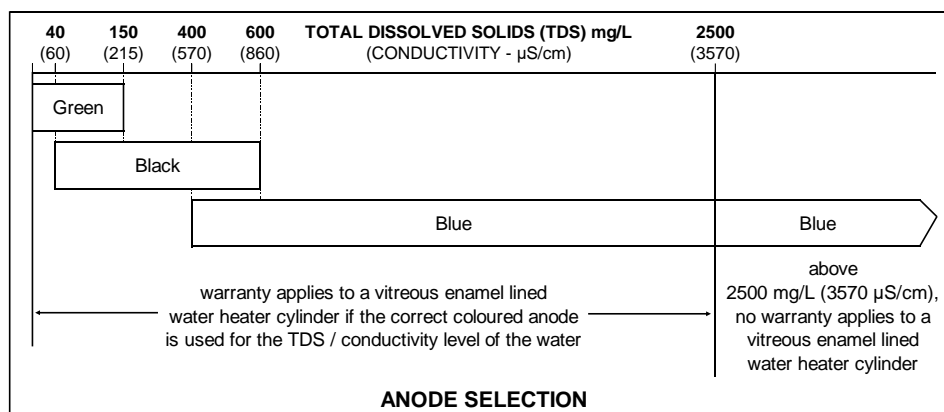 40 150 400 600 TOTAL DISSOLVED SOLIDS (TDS) mg/L 2500
(60) (215) (570) (860) (CONDUCTIVITY - µS/cm) (3570)
Green
Black
Blue Blue
warranty applies to a vitreous enamel lined
water heater cylinder if the correct coloured anode
is used for the TDS / conductivity level of the water
above
2500 mg/L (3570 µS/cm),
no warranty applies to a
vitreous enamel lined
water heater cylinder
ANODE SELECTION